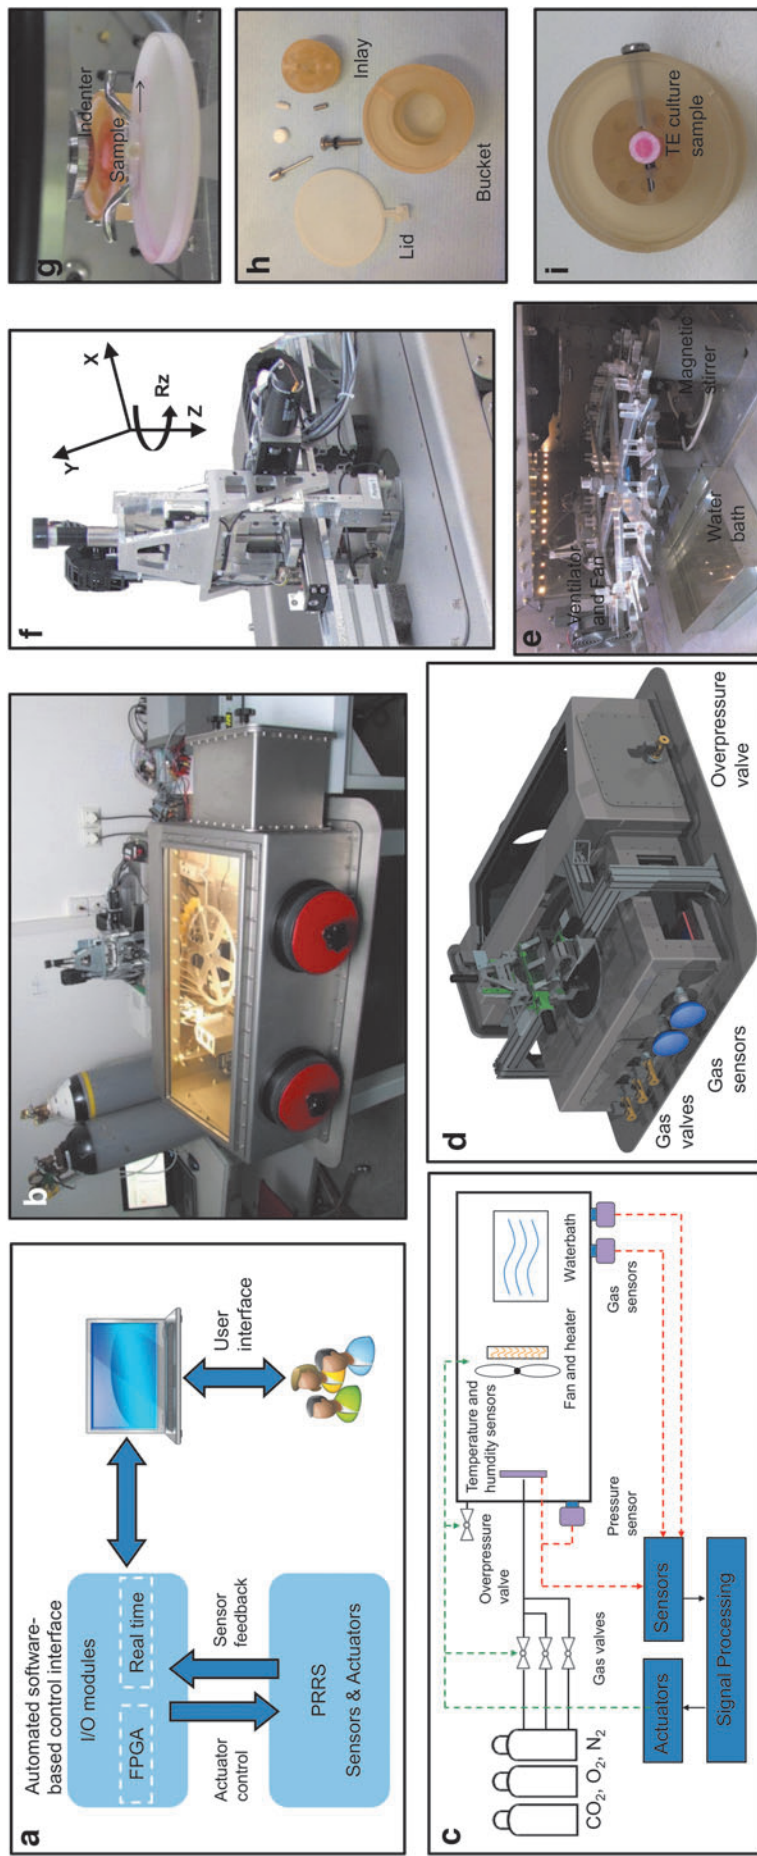 a
Automated software-
based control interface
I/O modules
FPGA
Real time
Actuator
control
Sensor
feedback
PRRS
Sensors & Actuators
User
interface
b
c
CO2, O2, N2
Gas valves
Overpressure
valve
Temperature and
humdity sensors
Fan and heater
Waterbath
Pressure
sensor
Gas
sensors
Actuators
Sensors
Signal Processing
d
Gas
valves
Gas sensors
Overpressure
valve
e
Ventilator
and Fan
Water
bath
Magnetic
stirrer
f
Y
X
Rz
Z
g
Indenter
Sample
h
Lid
Inlay
Bucket
i
TE culture
sample